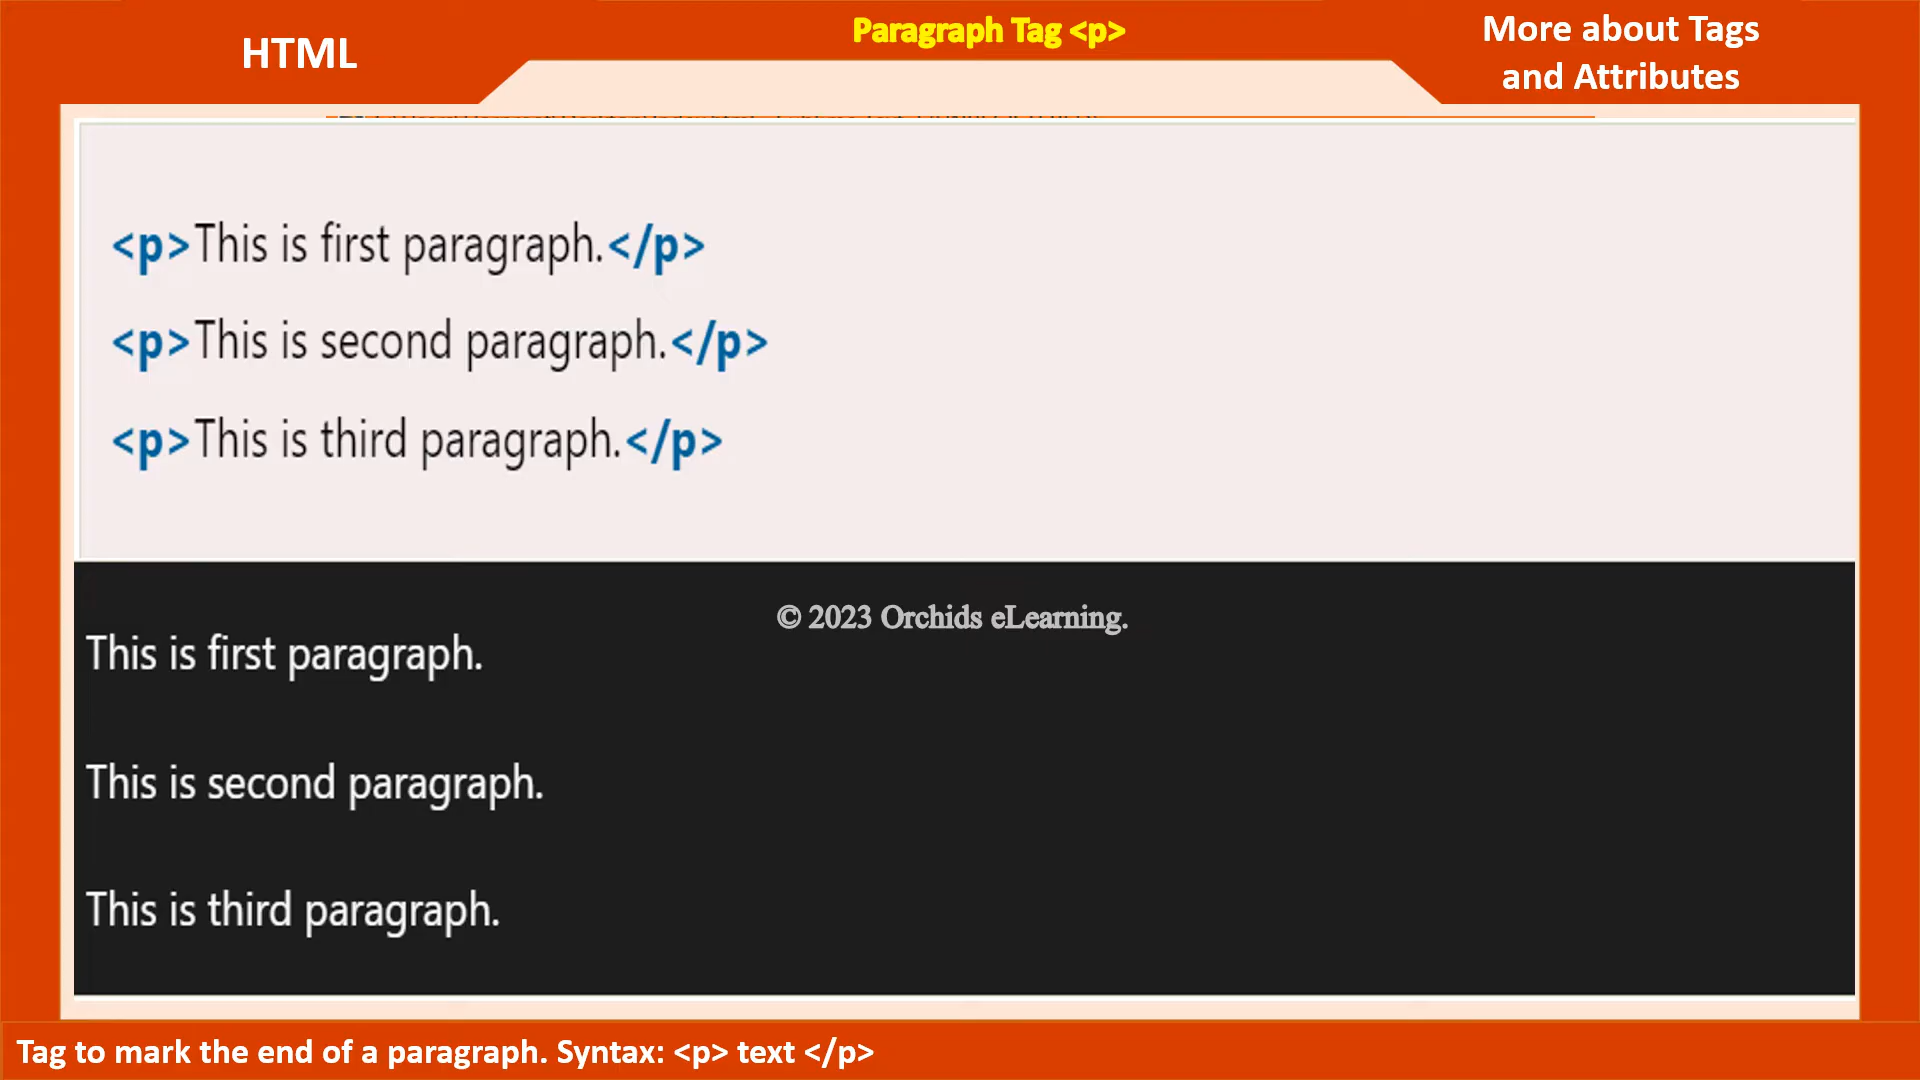 HTML
Paragraph Tag <p>
More about Tags
and Attributes
<p>This is first paragraph.</p>
<p>This is second paragraph.</p>
<p>This is third paragraph.</p>
© 2023 Orchids eLearning.
This is first paragraph.
This is second paragraph.
This is third paragraph.
Tag to mark the end of a paragraph. Syntax: <p> text </p>